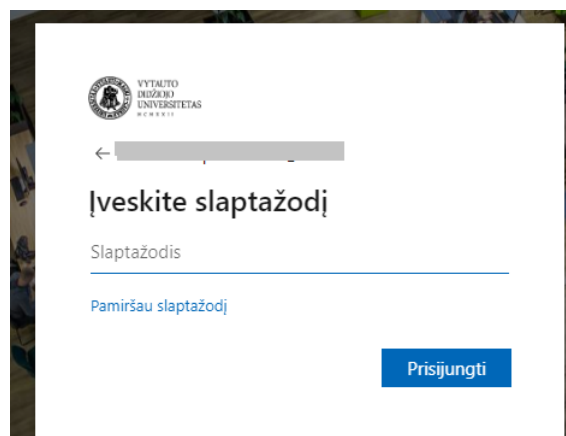 VYTAUTO
DIDŽIOJO
UNIVERSITETAS
MCMXXII
Įveskite slaptažodį
Slaptažodis
Pamiršau slaptažodį
Prisijungti